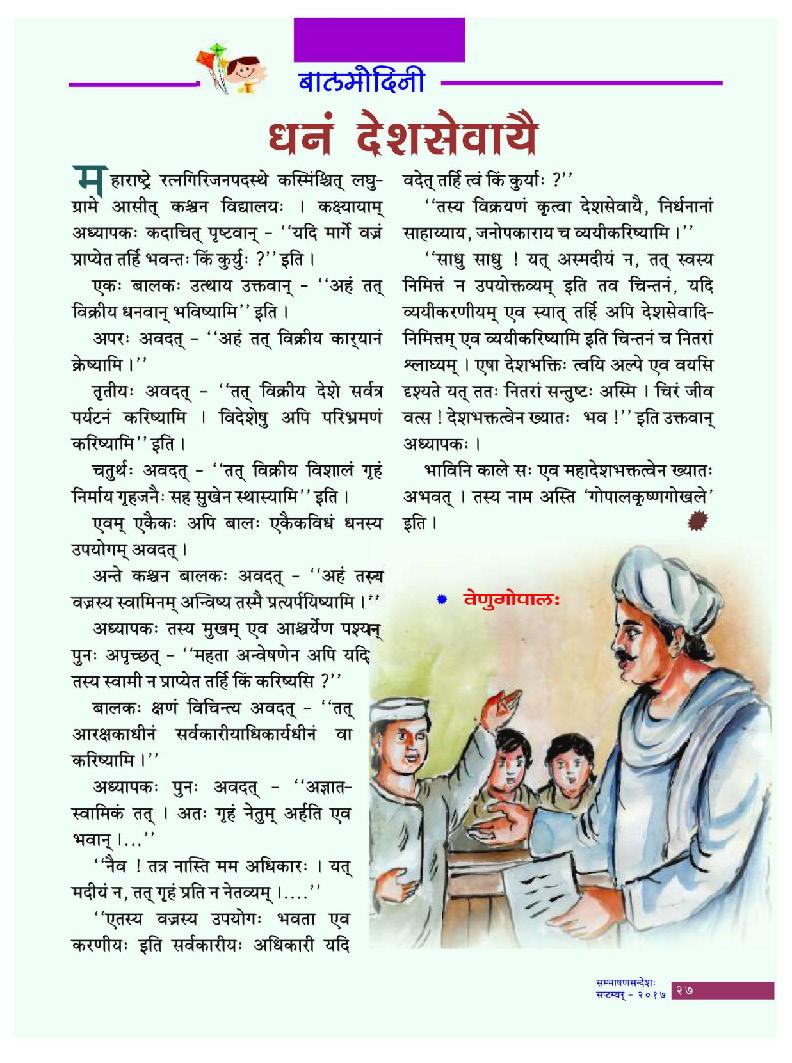 बालमोदिनी
धनं देशसेवायै
महाराष्ट्रे रत्नगिरिजनपदस्थे कस्मिंश्चित् लघु-
ग्रामे आसीत् कश्चन विद्यालयः । कक्ष्यायाम्
अध्यापकः कदाचित् पृष्टवान् - ‘‘यदि मार्गे वज्रं
प्राप्येत तर्हि भवन्तः किं कुर्युः ?’’ इति ।
एकः बालकः उत्थाय उक्तवान् - ‘‘अहं तत्
विक्रीय धनवान् भविष्यामि’’ इति ।
अपरः अवदत् - ‘‘अहं तत् विक्रीय कार्‍यानं
क्रेष्यामि ।’’
तृतीयः अवदत् - ‘‘तत् विक्रीय देशे सर्वत्र
पर्यटनं करिष्यामि । विदेशेषु अपि परिभ्रमणं
करिष्यामि’’ इति ।
चतुर्थः अवदत् - ‘‘तत् विक्रीय विशालं गृहं
निर्माय गृहजनैः सह सुखेन स्थास्यामि’’ इति ।
एवम् एकैकः अपि बालः एकैकविधं धनस्य
उपयोगम् अवदत् ।
अन्ते कश्चन बालकः अवदत् - ‘‘अहं तस्य
वज्रस्य स्वामिनम् अन्विष्य तस्मै प्रत्यर्पयिष्यामि ।’’
अध्यापकः तस्य मुखम् एव आश्चर्येण पश्यन्
पुनः अपृच्छत् - ‘‘महता अन्वेषणेन अपि यदि
तस्य स्वामी न प्राप्येत तर्हि किं करिष्यसि ?’’
बालकः क्षणं विचिन्त्य अवदत् - ‘‘तत्
आरक्षकाधीनं सर्वकारीयाधिकार्यधीनं वा
करिष्यामि ।’’
अध्यापकः पुनः अवदत् - ‘‘अज्ञात-
स्वामिकं तत् । अतः गृहं नेतुम् अर्हति एव
भवान् ।...’’
‘‘नैव ! तत्र नास्ति मम अधिकारः । यत्
मदीयं न, तत् गृहं प्रति न नेतव्यम् ।....’’
‘‘एतस्य वज्रस्य उपयोगः भवता एव
करणीयः इति सर्वकारीयः अधिकारी यदि
वदेत् तर्हि त्वं किं कुर्याः ?’’
‘‘तस्य विक्रयणं कृत्वा देशसेवायै, निर्धनानां
साहाय्याय, जनोपकाराय च व्ययीकरिष्यामि ।’’
‘‘साधु साधु ! यत् अस्मदीयं न, तत् स्वस्य
निमित्तं न उपयोक्तव्यम् इति तव चिन्तनं, यदि
व्ययीकरणीयम् एव स्यात् तर्हि अपि देशसेवादि-
निमित्तम् एव व्ययीकरिष्यामि इति चिन्तनं च नितरां
श्लाघ्यम् । एषा देशभक्तिः त्वयि अल्पे एव वयसि
दृश्यते यत् ततः नितरां सन्तुष्टः अस्मि । चिरं जीव
वत्स ! देशभक्तत्वेन ख्यातः भव !’’ इति उक्तवान्
अध्यापकः ।
भाविनि काले सः एव महादेशभक्तत्वेन ख्यातः
अभवत् । तस्य नाम अस्ति ‘गोपालकृष्णगोखले’
इति ।
वेणुगोपालः
सम्भाषणसन्देशः
सप्टम्बर् - २०१७ २७